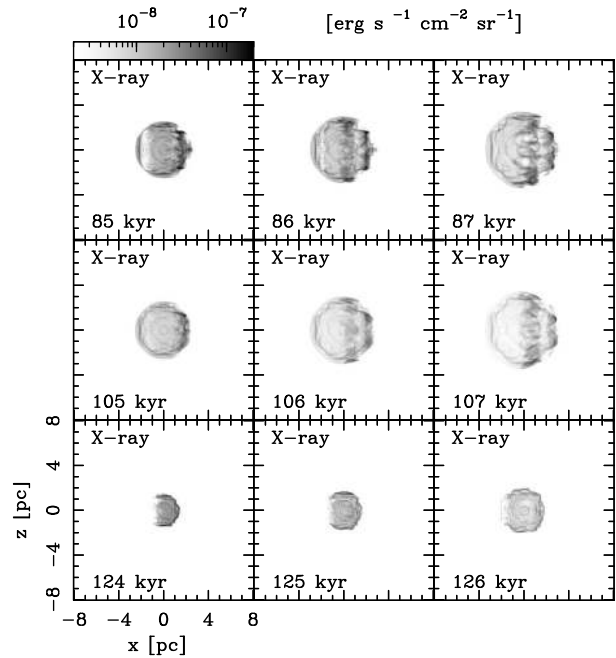 10⁻⁸ 10⁻⁷ [erg s ⁻¹ cm⁻² sr⁻¹]
X-ray X-ray X-ray
85 kyr 86 kyr 87 kyr
X-ray X-ray X-ray
105 kyr 106 kyr 107 kyr
8
X-ray X-ray X-ray
4
0
z [pc]
−4
124 kyr 125 kyr 126 kyr
−8
−8 −4 0 4 8
x [pc]